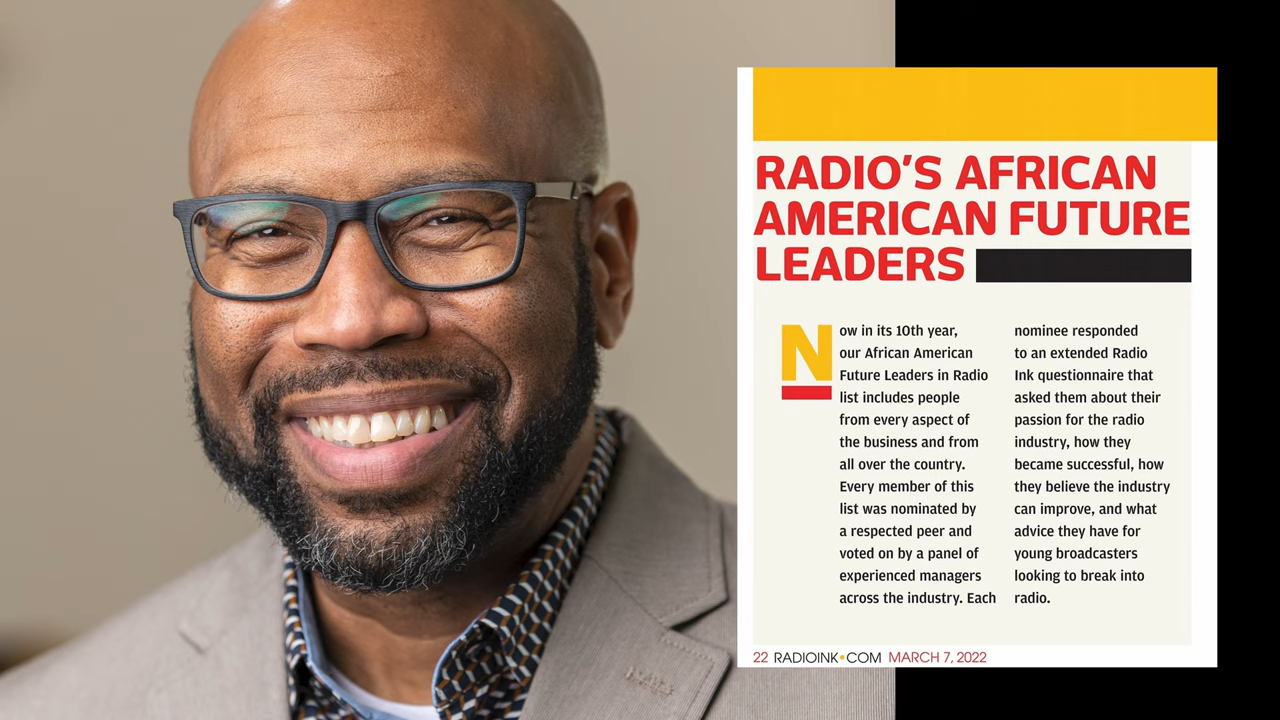 RADIO'S AFRICAN
AMERICAN FUTURE
LEADERS
Now in its 10th year,
our African American
Future Leaders in Radio
list includes people
from every aspect of
the business and from
all over the country.
Every member of this
list was nominated by
a respected peer and
voted on by a panel of
experienced managers
across the industry. Each
nominee responded
to an extended Radio
Ink questionnaire that
asked them about their
passion for the radio
industry, how they
became successful, how
they believe the industry
can improve, and what
advice they have for
young broadcasters
looking to break into
radio.
22 RADIOINK•COM MARCH 7, 2022